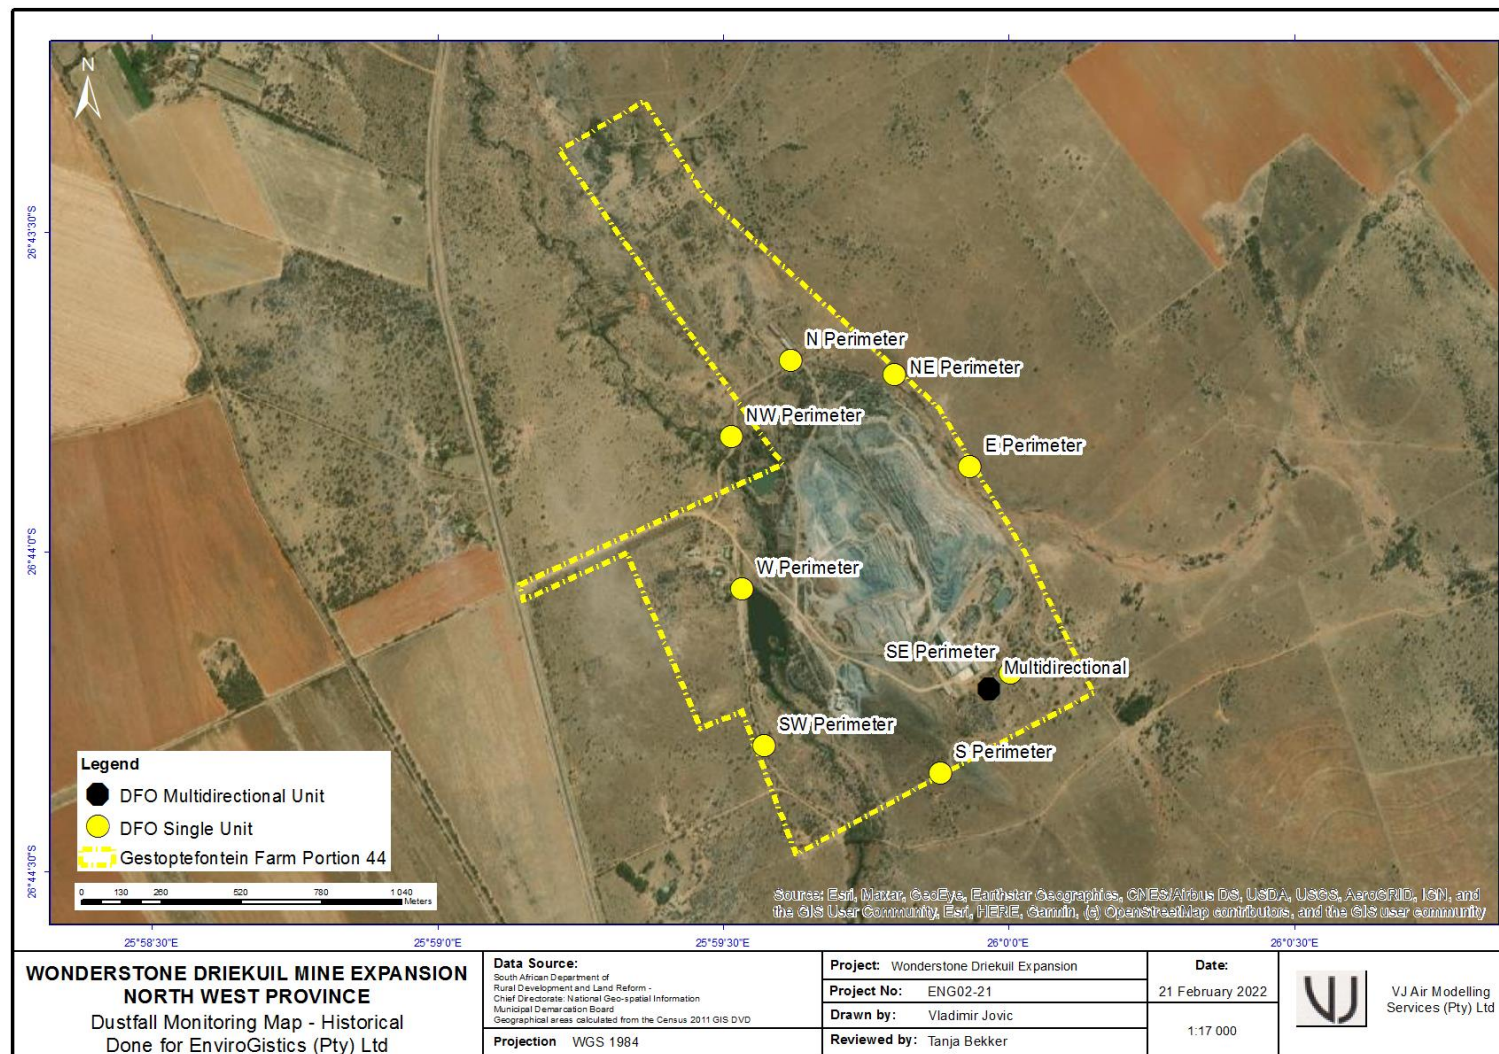 N
26°43'30"S
26°44'0"S
26°44'30"S
N Perimeter
NE Perimeter
NW Perimeter
E Perimeter
W Perimeter
SE Perimeter
Multidirectional
SW Perimeter
S Perimeter
Legend
DFO Multidirectional Unit
DFO Single Unit
Gestoptefontein Farm Portion 44
0 130 260 520 780 1 040
Meters
Source: Esri, Maxar, GeoEye, Earthstar Geographics, CNES/Airbus DS, USDA, USGS, AeroGRID, IGN, and
the GIS User Community, Esri, HERE, Garmin, (c) OpenStreetMap contributors, and the GIS user community
25°58'30"E
25°59'0"E
25°59'30"E
26°0'0"E
26°0'30"E
WONDERSTONE DRIEKUIL MINE EXPANSION
NORTH WEST PROVINCE
Dustfall Monitoring Map - Historical
Done for EnviroGistics (Pty) Ltd
Data Source:
South African Department of
Rural Development and Land Reform -
Chief Directorate: National Geo-spatial Information
Municipal Demarcation Board
Geographical areas calculated from the Census 2011 GIS DVD
Projection WGS 1984
Project: Wonderstone Driekuil Expansion
Project No: ENG02-21
Drawn by: Vladimir Jovic
Reviewed by: Tanja Bekker
Date:
21 February 2022
1:17 000
VJ
VJ Air Modelling
Services (Pty) Ltd